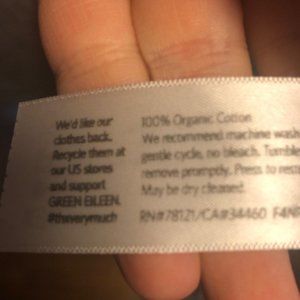 We'd like our
clothes back.
Recycle them at
our US stores
and support
GREEN EILEEN.
#theverymuch
100% Organic Cotton
We recommend machine wash
gentle cycle, no bleach. Tumble
remove promptly. Press to
May be dry cleaned.
RN#78121/CA#34460